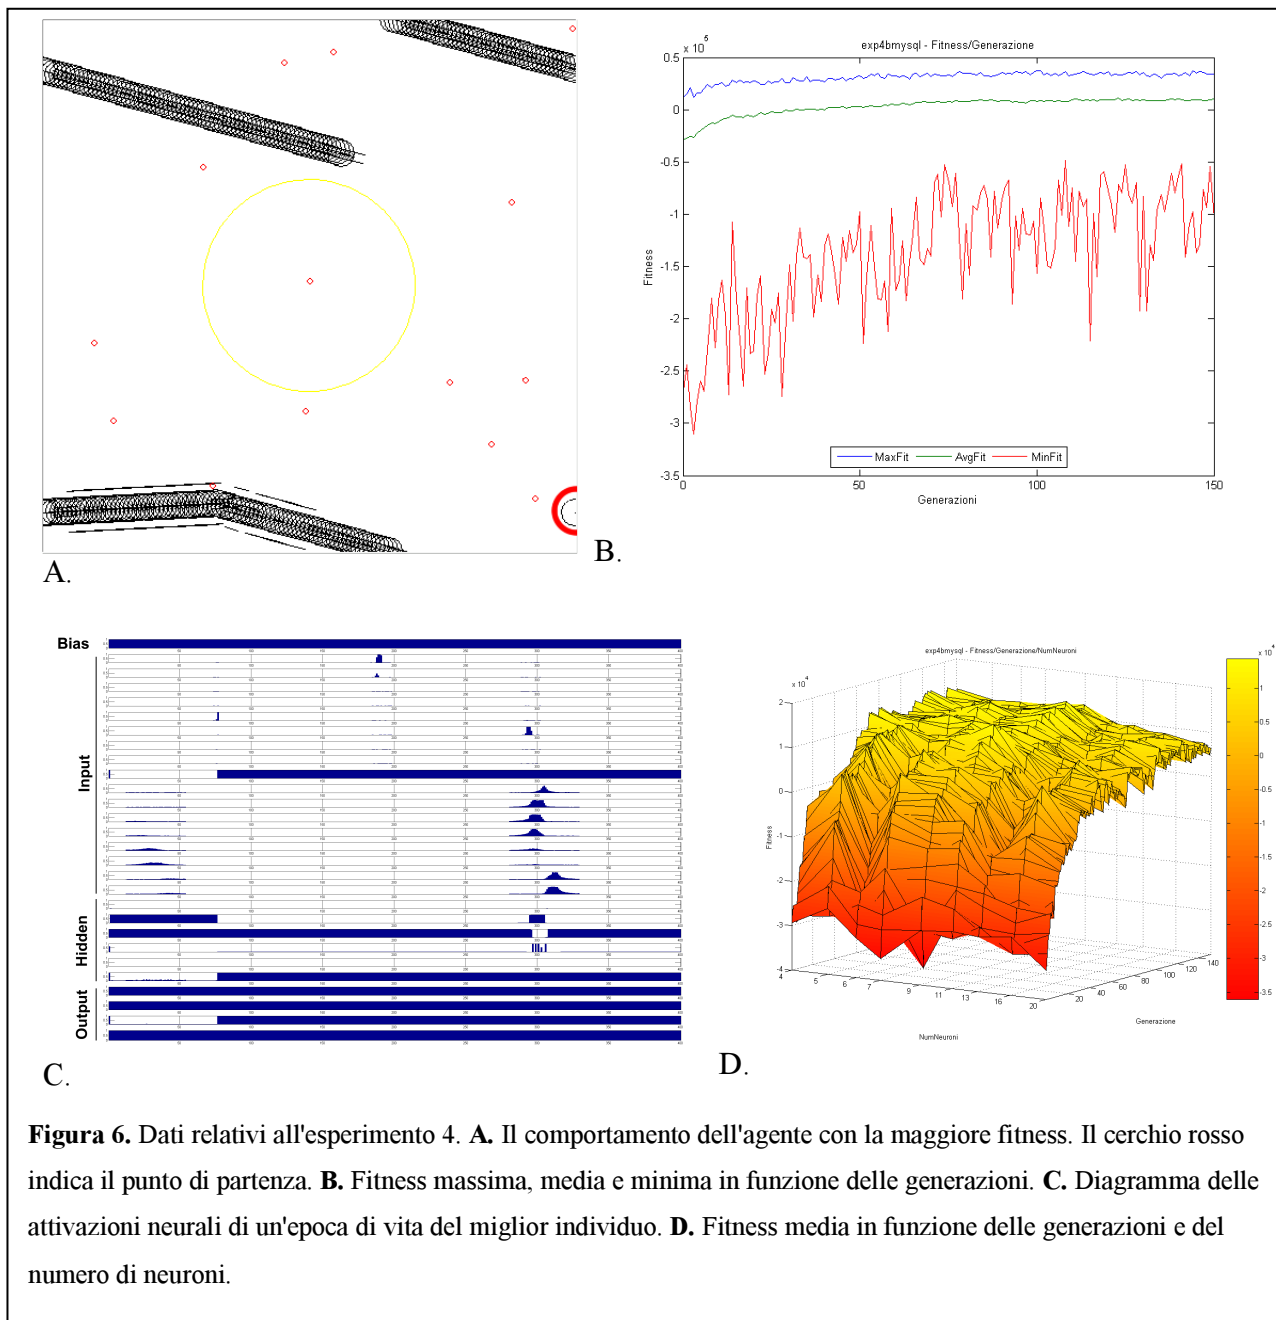 exp4bmysql - Fitness/Generazione
x 10^5
0.5
0
-0.5
-1
-1.5
-2
-2.5
-3
-3.5
Fitness
MaxFit AvgFit MinFit
0 50 100 150
Generazioni
A.
B.
Bias
Input
Hidden
Output
C.
exp4bmysql - Fitness/Generazione/NumNeuroni
x 10^4
2
1
0
-1
-2
-3
-4
Fitness
4 5 6 7 9 11 13 16 20
NumNeuroni
20 40 60 80 100 120 140
Generazione
x 10^4
0.5
0
-0.5
-1
-1.5
-2
-2.5
-3
-3.5
D.
Figura 6. Dati relativi all'esperimento 4. A. Il comportamento dell'agente con la maggiore fitness. Il cerchio rosso
indica il punto di partenza. B. Fitness massima, media e minima in funzione delle generazioni. C. Diagramma delle
attivazioni neurali di un'epoca di vita del miglior individuo. D. Fitness media in funzione delle generazioni e del
numero di neuroni.